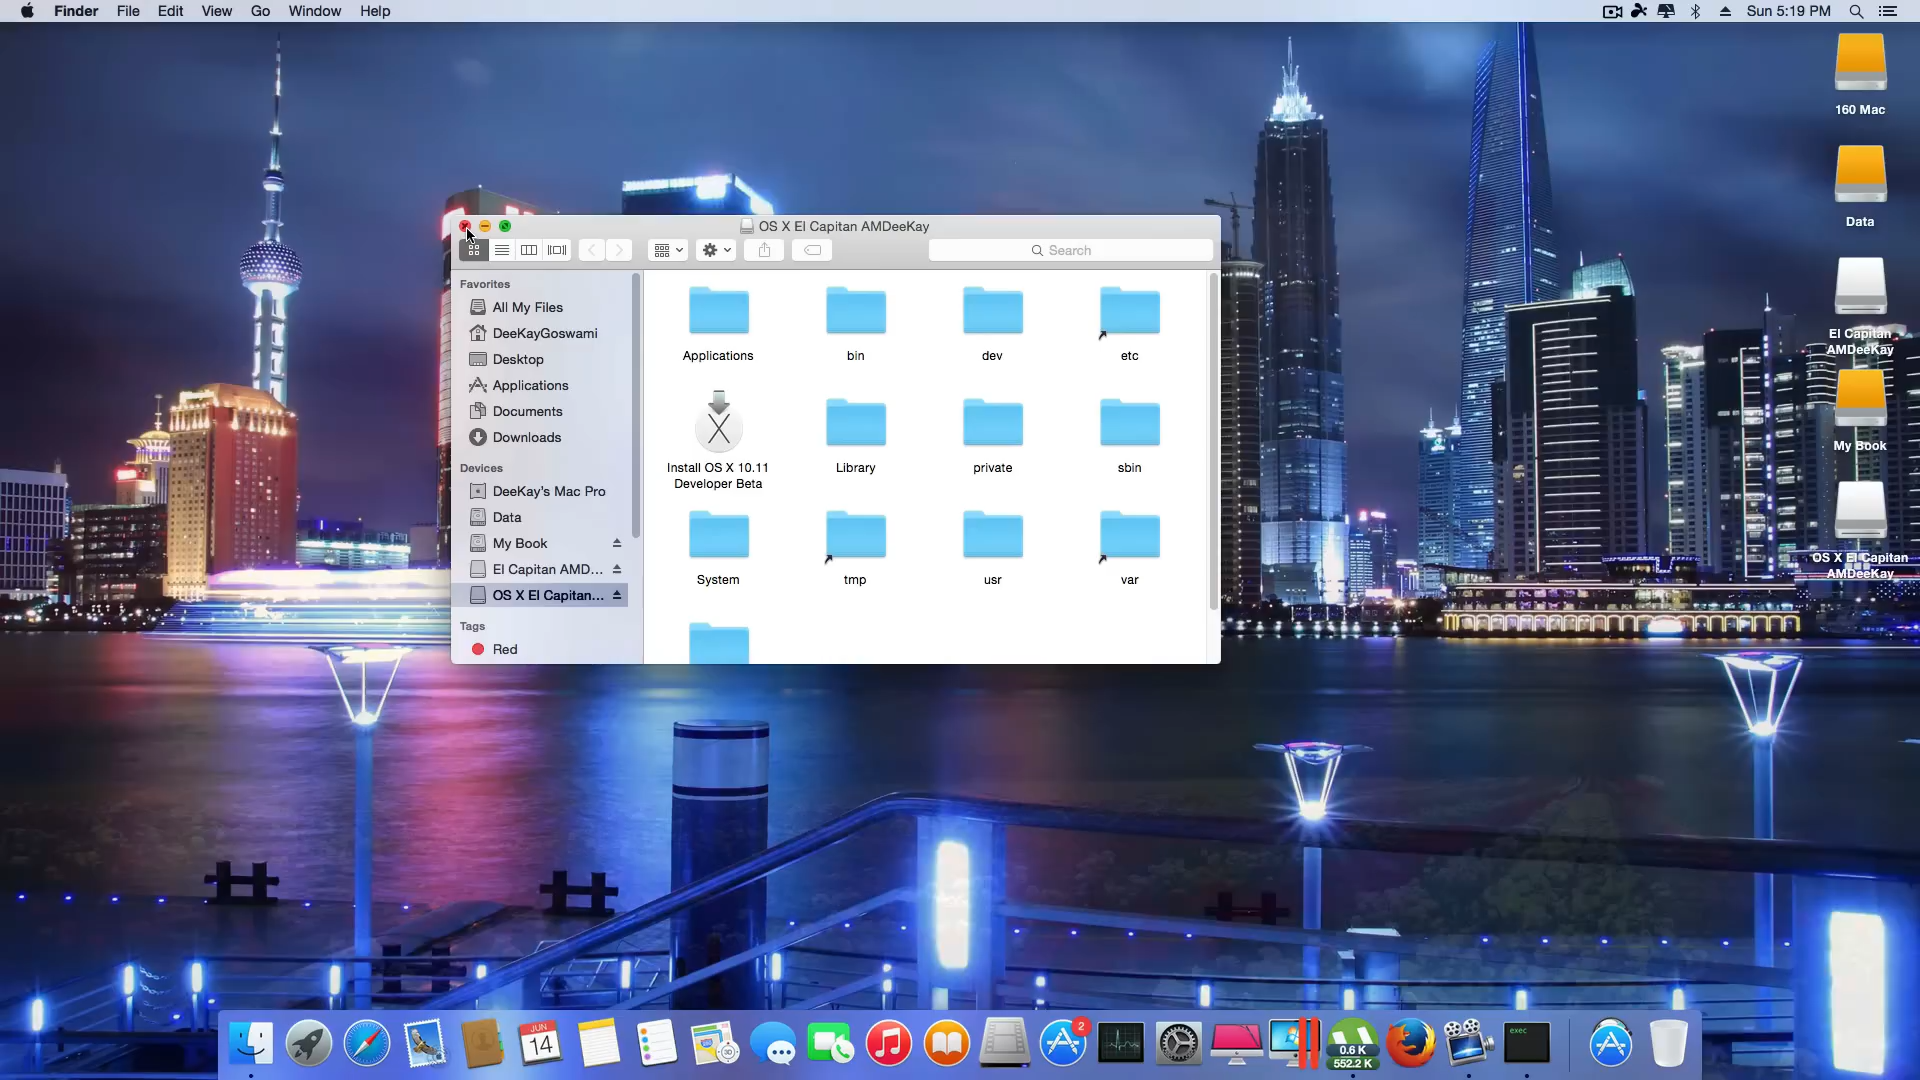 Finder File Edit View Go Window Help
Sun 5:19 PM
160 Mac
Data
El Capitan
AMDeeKay
My Book
OS X El Capitan
AMDeeKay
OS X El Capitan AMDeeKay
Search
Favorites
All My Files
DeeKayGoswami
Desktop
Applications
Documents
Downloads
Devices
DeeKay's Mac Pro
Data
My Book
El Capitan AMD...
OS X El Capitan...
Tags
Red
Applications
bin
dev
etc
Install OS X 10.11
Developer Beta
Library
private
sbin
System
tmp
usr
var
JUN
14
3D
2
0.6 K
552.2 K
exec